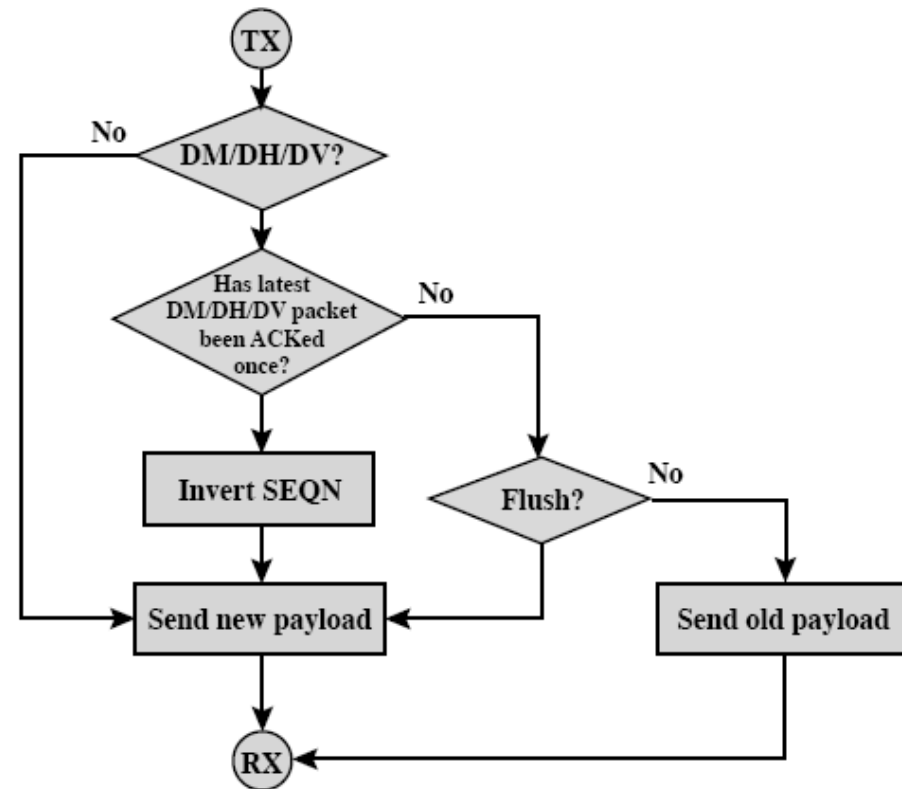 TX
No
DM/DH/DV?
Has latest
DM/DH/DV packet
been ACKed
once?
No
Invert SEQN
Flush?
No
Send new payload
Send old payload
RX